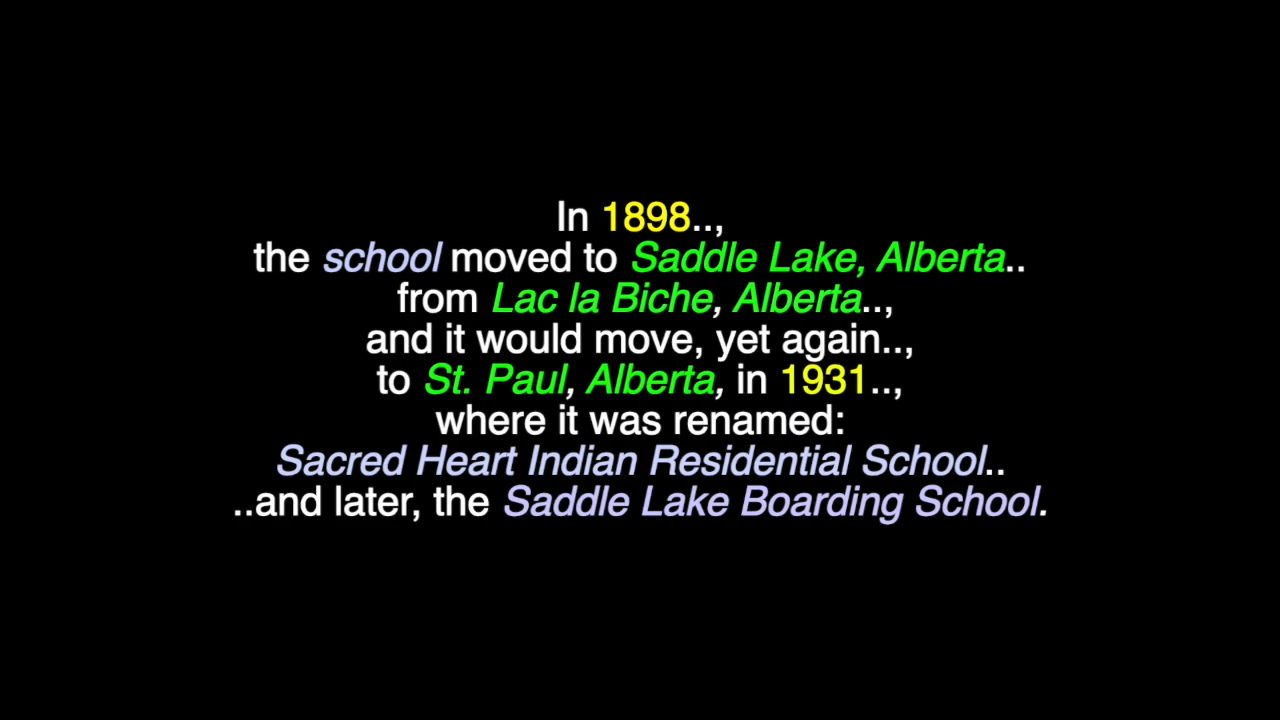 In 1898..,
the school moved to Saddle Lake, Alberta..
from Lac la Biche, Alberta..,
and it would move, yet again..,
to St. Paul, Alberta, in 1931..,
where it was renamed:
Sacred Heart Indian Residential School..
..and later, the Saddle Lake Boarding School.